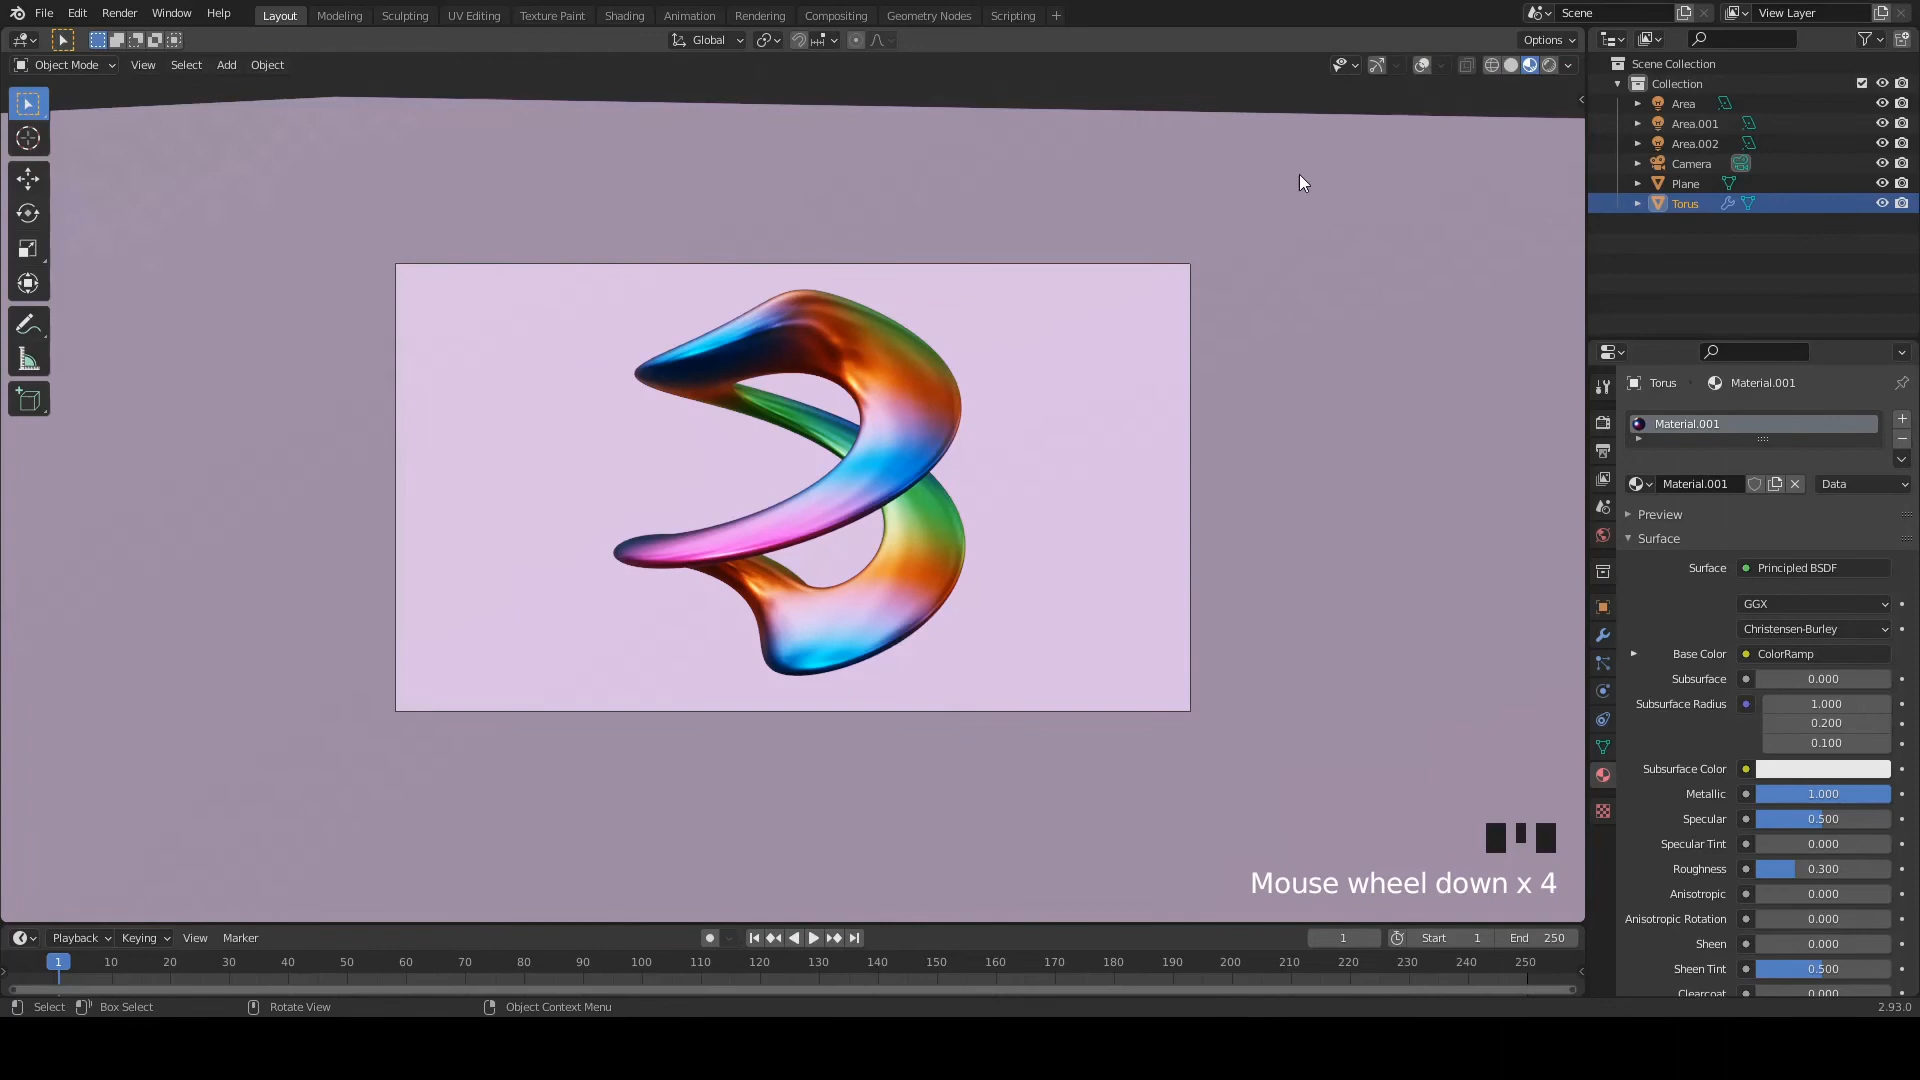 File Edit Render Window Help Layout Modeling Sculpting UV Editing Texture Paint Shading Animation Rendering Compositing Geometry Nodes Scripting + Scene View Layer
Global Options
Object Mode View Select Add Object
Scene Collection
Collection
Area
Area.001
Area.002
Camera
Plane
Torus
Torus Material.001
Material.001
Material.001 Data
Preview
Surface
Surface Principled BSDF
GGX
Christensen-Burley
Base Color ColorRamp
Subsurface 0.000
Subsurface Radius 1.000
0.200
0.100
Subsurface Color
Metallic 1.000
Specular 0.500
Specular Tint 0.000
Roughness 0.300
Anisotropic 0.000
Anisotropic Rotation 0.000
Sheen 0.000
Sheen Tint 0.500
Clearcoat 0.000
Mouse wheel down x 4
Playback Keying View Marker 1 Start 1 End 250
1 10 20 30 40 50 60 70 80 90 100 110 120 130 140 150 160 170 180 190 200 210 220 230 240 250
Select Box Select Rotate View Object Context Menu 2.93.0